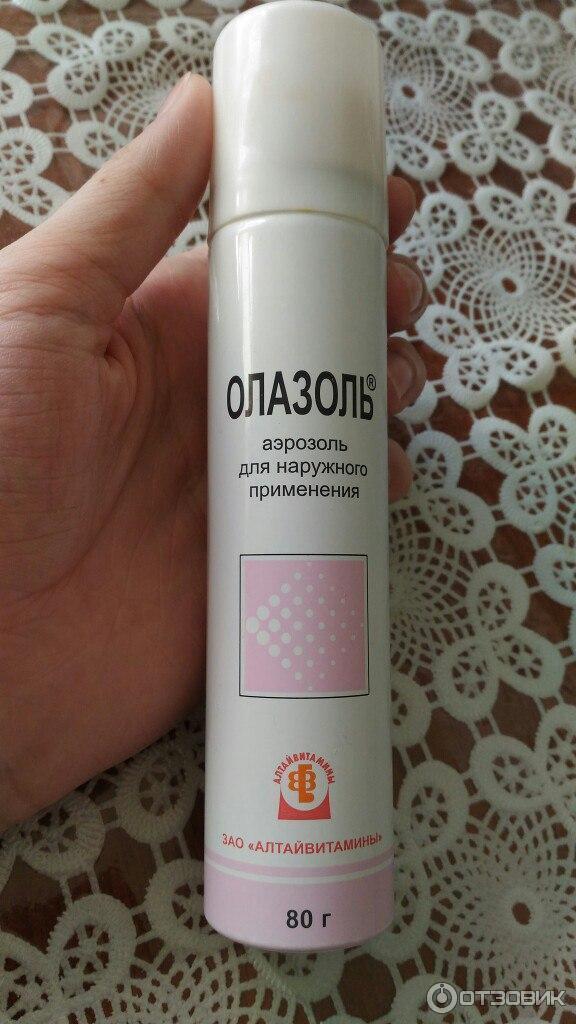 ОЛАЗОЛЬ®
аэрозоль
для наружного
применения
АЛТАЙВИТАМИНЫ
ЗАО «АЛТАЙВИТАМИНЫ»
80 г
ОТЗОВИК